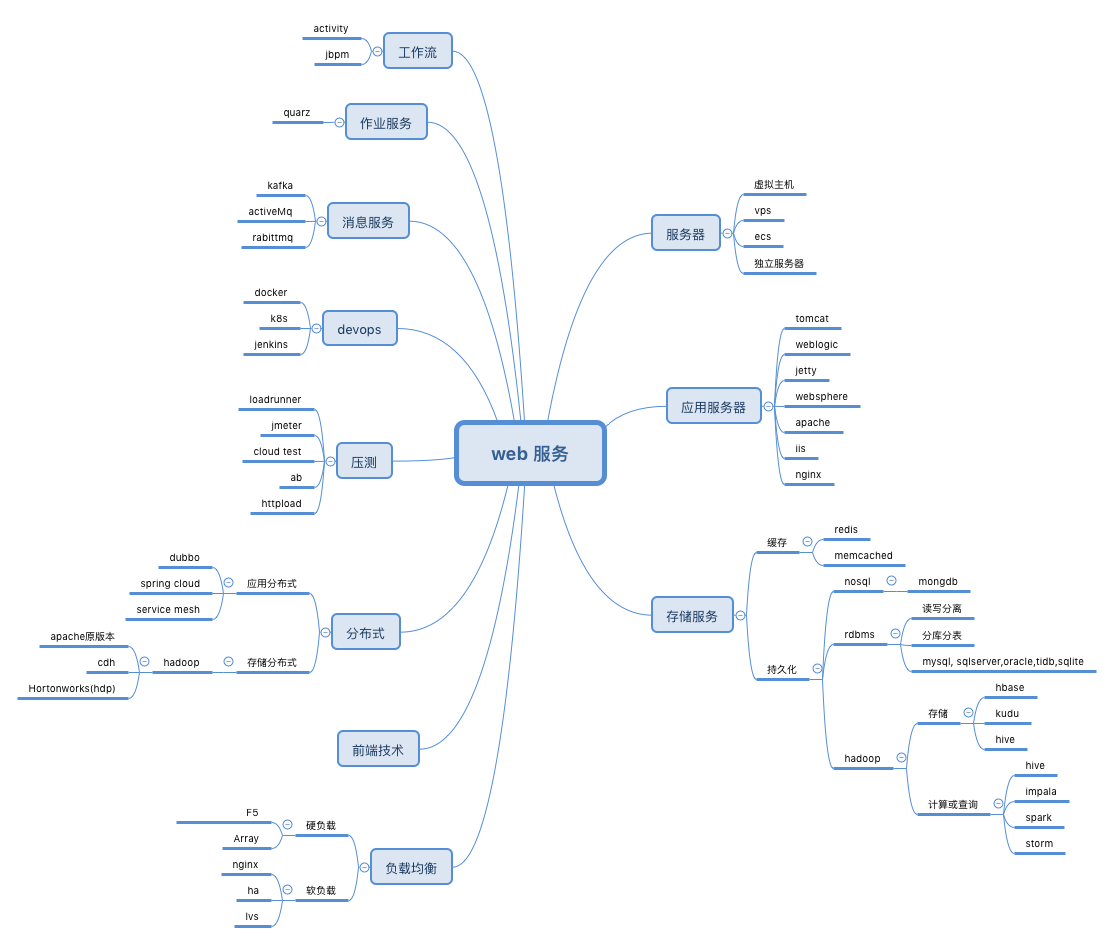 web 服务
工作流
activity
jbpm
作业服务
quarz
消息服务
kafka
activeMq
rabittmq
devops
docker
k8s
jenkins
压测
loadrunner
jmeter
cloud test
ab
httpload
分布式
应用分布式
dubbo
spring cloud
service mesh
存储分布式
hadoop
apache原版本
cdh
Hortonworks(hdp)
前端技术
负载均衡
硬负载
F5
Array
软负载
nginx
ha
lvs
服务器
虚拟主机
vps
ecs
独立服务器
应用服务器
tomcat
weblogic
jetty
websphere
apache
iis
nginx
存储服务
缓存
redis
memcached
持久化
nosql
mongdb
rdbms
读写分离
分库分表
mysql, sqlserver,oracle,tidb,sqlite
hadoop
存储
hbase
kudu
hive
计算或查询
hive
impala
spark
storm